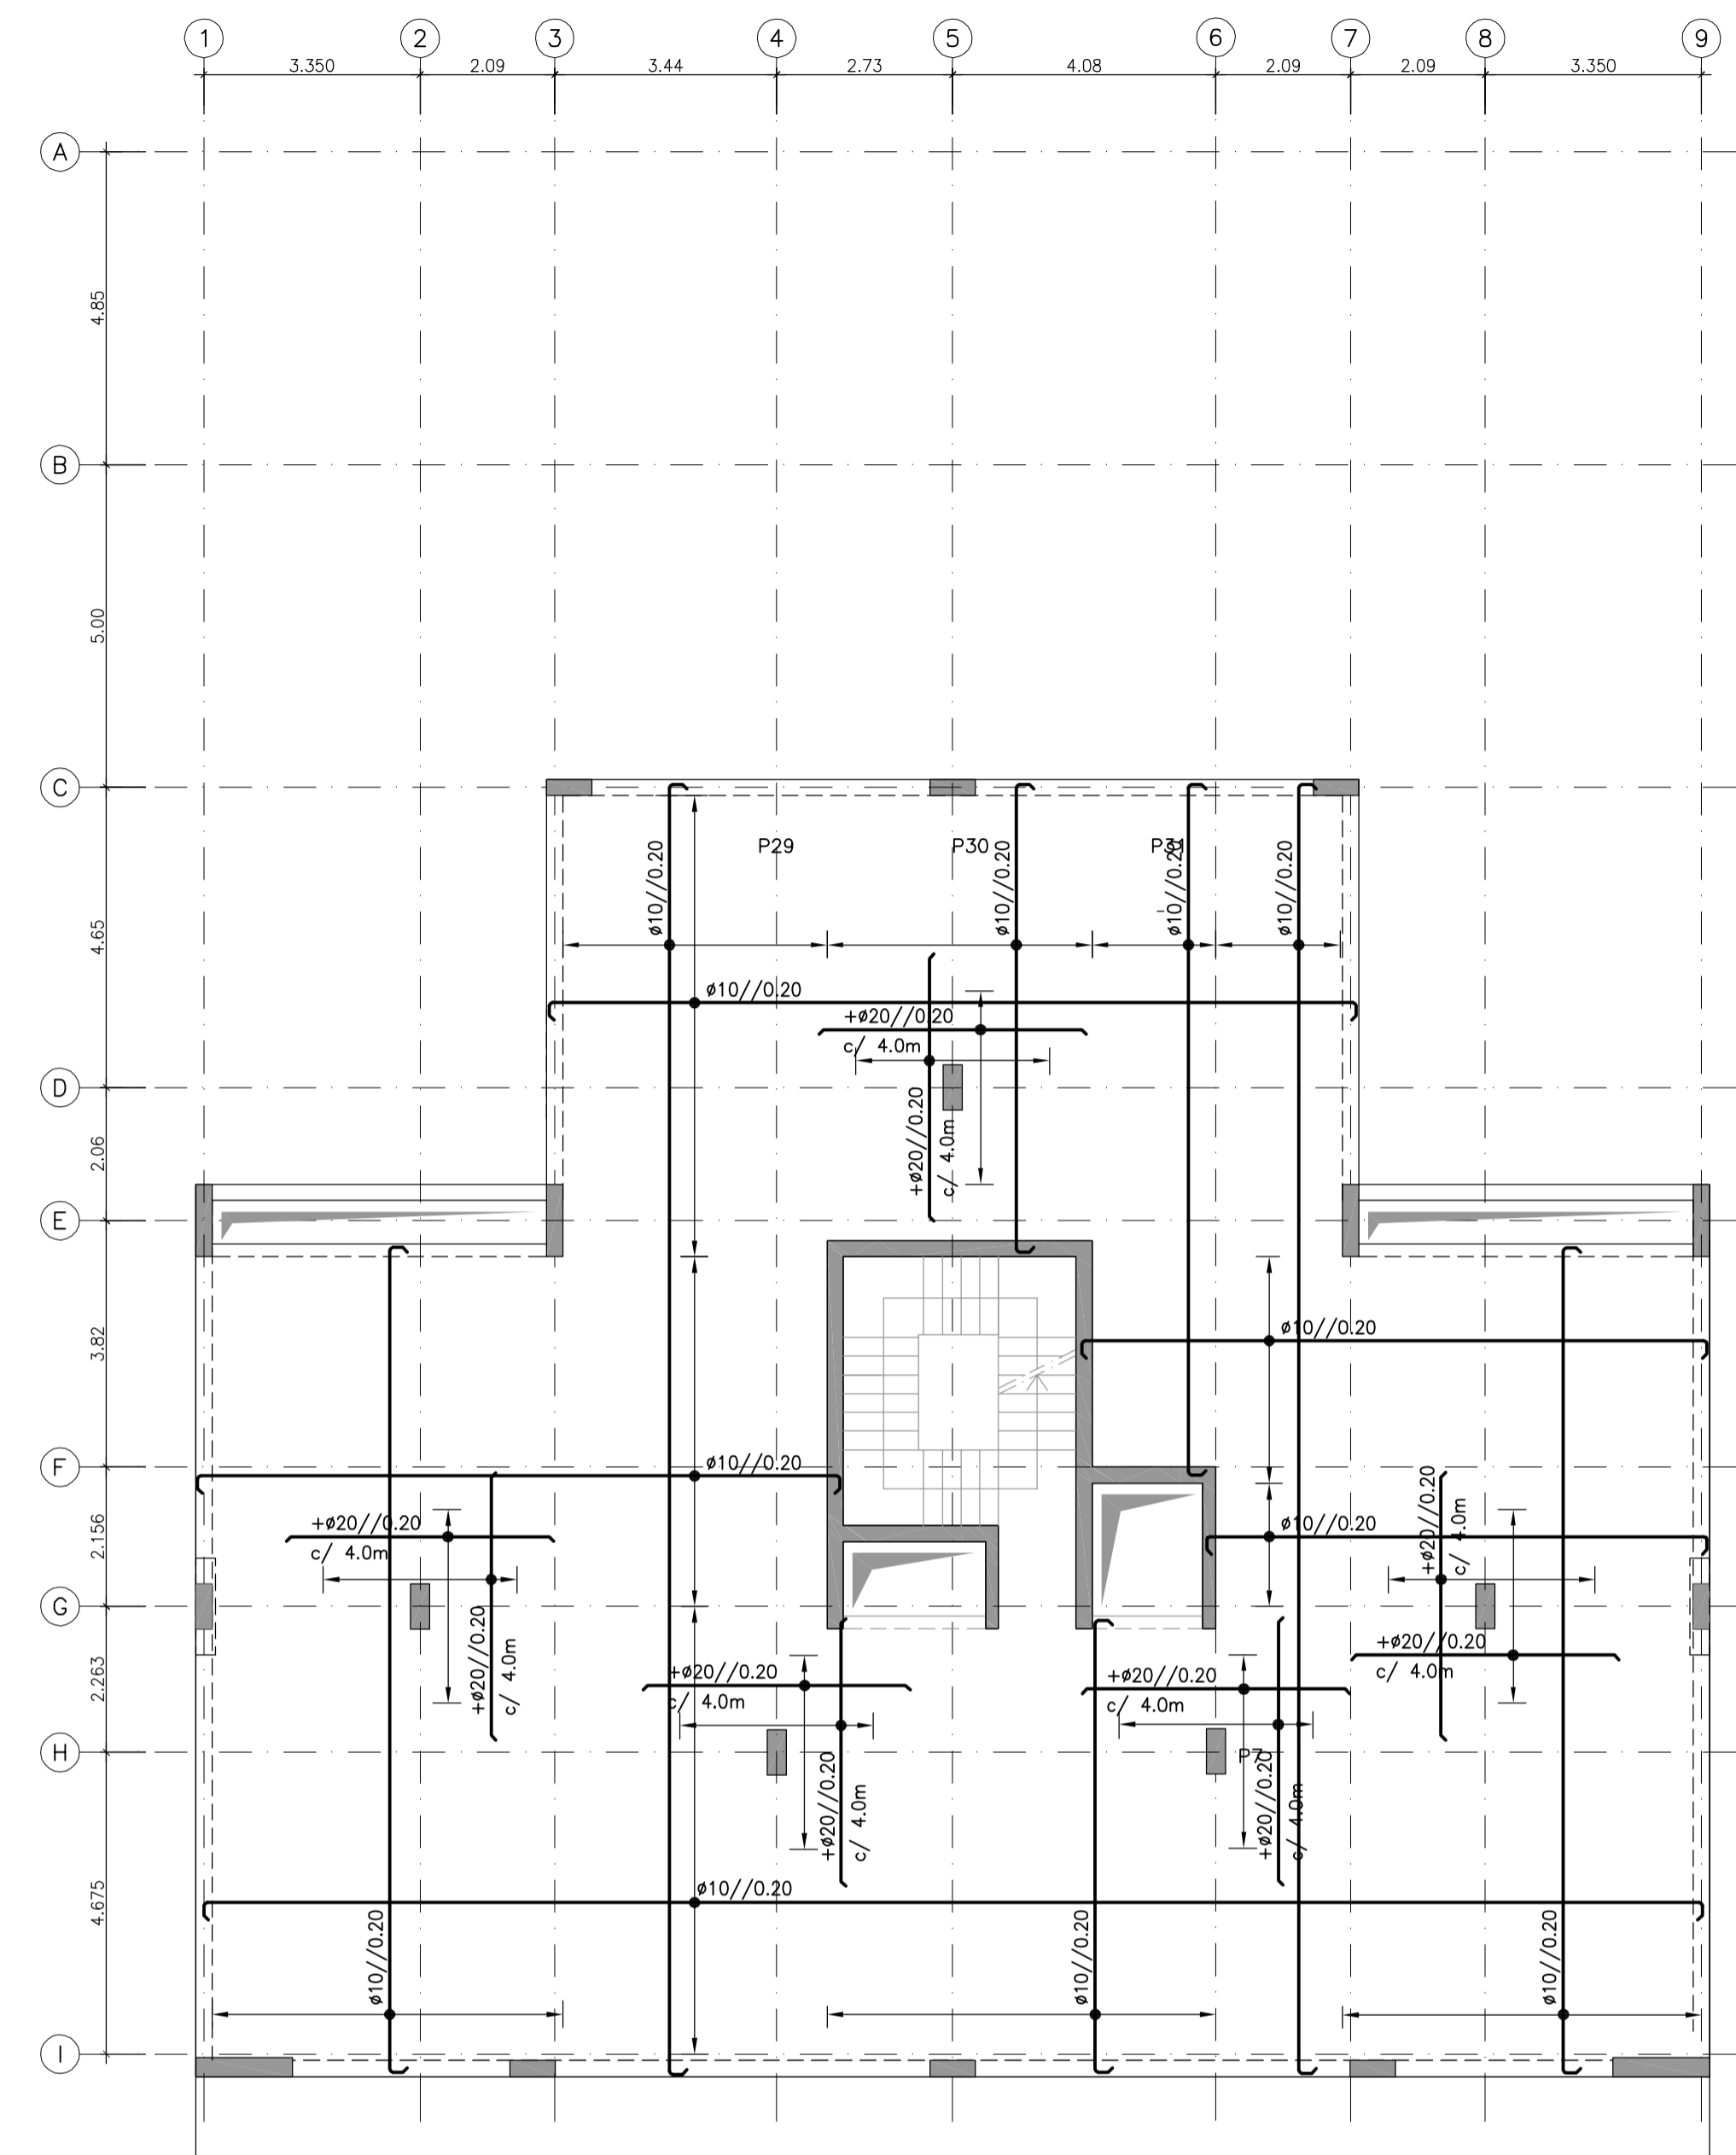 1 2 3 4 5 6 7 8 9
3.350 2.09 3.44 2.73 4.08 2.09 2.09 3.350
A
4.85
B
5.00
C
4.65
D
2.06
E
3.82
F
2.156
G
2.263
H
4.675
I
P29 P30 P31
ø10//0.20
ø10//0.20
ø10//0.20
ø10//0.20
ø10//0.20
+ø20//0.20
c/ 4.0m
+ø20//0.20
c/ 4.0m
ø10//0.20
ø10//0.20
+ø20//0.20
c/ 4.0m
+ø20//0.20
c/ 4.0m
ø10//0.20
+ø20//0.20
c/ 4.0m
+ø20//0.20
c/ 4.0m
+ø20//0.20
c/ 4.0m
+ø20//0.20
c/ 4.0m
+ø20//0.20
c/ 4.0m
P7
+ø20//0.20
c/ 4.0m
ø10//0.20
ø10//0.20
ø10//0.20
ø10//0.20